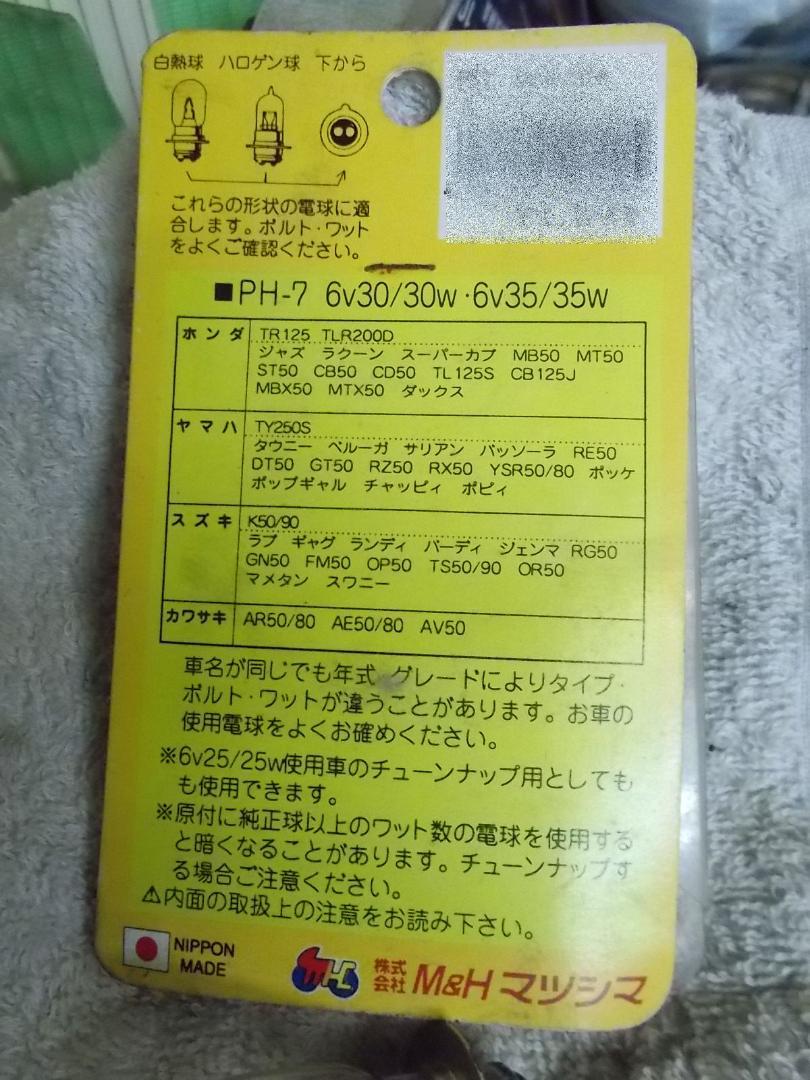 白熱球 ハロゲン球 下から
これらの形状の電球に適
合します。ボルト・ワット
をよくご確認ください。
■PH-7 6v30/30w・6v35/35w
ホンダ TR125 TLR200D
ジャズ ラクーン スーパーカブ MB50 MT50
ST50 CB50 CD50 TL125S CB125J
MBX50 MTX50 ダックス
ヤマハ TY250S
タウニー ベルーガ サリアン パッソーラ RE50
DT50 GT50 RZ50 RX50 YSR50/80 ポッケ
ポップギャル チャッピィ ポピィ
スズキ K50/90
ラブ ギャグ ランディ バーディ ジェンマ RG50
GN50 FM50 OP50 TS50/90 OR50
マメタン スワニー
カワサキ AR50/80 AE50/80 AV50
車名が同じでも年式 グレードによりタイプ・
ボルト・ワットが違うことがあります。お車の
使用電球をよくお確めください。
※6v25/25w使用車のチューンナップ用としても
も使用できます。
※原付に純正球以上のワット数の電球を使用する
と暗くなることがあります。チューンナップす
る場合ご注意ください。
⚠内面の取扱上の注意をお読み下さい。
NIPPON
MADE
MHC
株式
会社 M&Hマツシマ